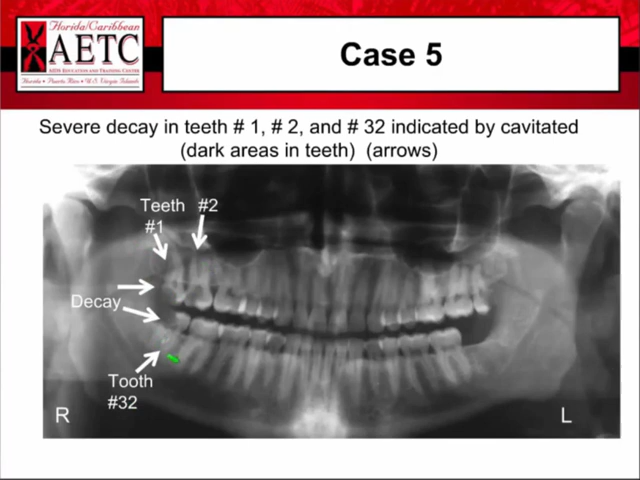 Florida/Caribbean
AETC
AIDS EDUCATION AND TRAINING CENTER
Florida • Puerto Rico • U.S. Virgin Islands
Case 5
Severe decay in teeth # 1, # 2, and # 32 indicated by cavitated
(dark areas in teeth) (arrows)
Teeth #2
#1
Decay
Tooth
#32
R
L